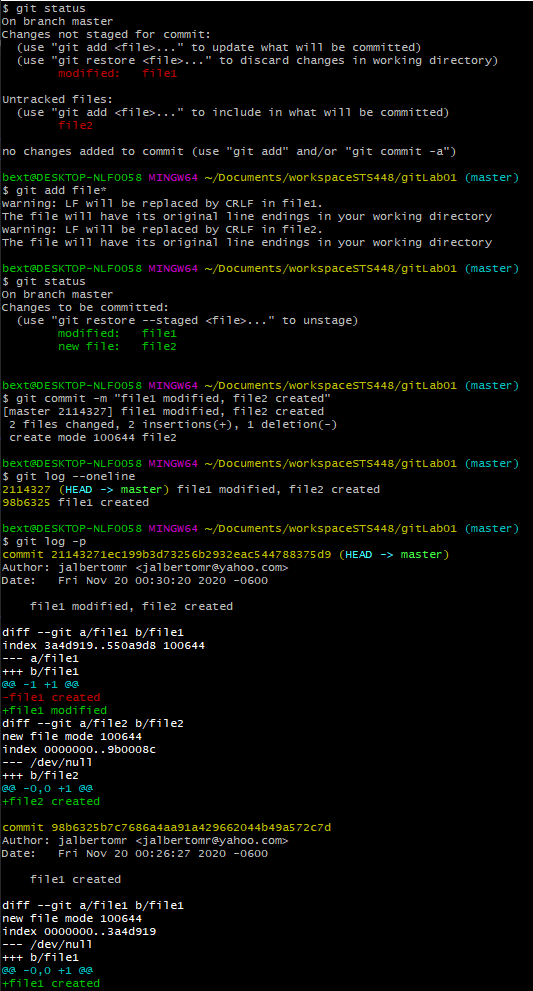 $ git status
On branch master
Changes not staged for commit:
  (use "git add <file>..." to update what will be committed)
  (use "git restore <file>..." to discard changes in working directory)
        modified:   file1

Untracked files:
  (use "git add <file>..." to include in what will be committed)
        file2

no changes added to commit (use "git add" and/or "git commit -a")

bext@DESKTOP-NLFOO58 MINGW64 ~/Documents/workspaceSTS448/gitLab01 (master)
$ git add file*
warning: LF will be replaced by CRLF in file1.
The file will have its original line endings in your working directory
warning: LF will be replaced by CRLF in file2.
The file will have its original line endings in your working directory

bext@DESKTOP-NLFOO58 MINGW64 ~/Documents/workspaceSTS448/gitLab01 (master)
$ git status
On branch master
Changes to be committed:
  (use "git restore --staged <file>..." to unstage)
        modified:   file1
        new file:   file2


bext@DESKTOP-NLFOO58 MINGW64 ~/Documents/workspaceSTS448/gitLab01 (master)
$ git commit -m "file1 modified, file2 created"
[master 2114327] file1 modified, file2 created
 2 files changed, 2 insertions(+), 1 deletion(-)
 create mode 100644 file2

bext@DESKTOP-NLFOO58 MINGW64 ~/Documents/workspaceSTS448/gitLab01 (master)
$ git log --oneline
2114327 (HEAD -> master) file1 modified, file2 created
98b6325 file1 created

bext@DESKTOP-NLFOO58 MINGW64 ~/Documents/workspaceSTS448/gitLab01 (master)
$ git log -p
commit 21143271ec199b3d73256b2932eac544788375d9 (HEAD -> master)
Author: jalbertomr <jalbertomr@yahoo.com>
Date:   Fri Nov 20 00:30:20 2020 -0600

    file1 modified, file2 created

diff --git a/file1 b/file1
index 3a4d919..550a9d8 100644
--- a/file1
+++ b/file1
@@ -1 +1 @@
-file1 created
+file1 modified
diff --git a/file2 b/file2
new file mode 100644
index 0000000..9b0008c
--- /dev/null
+++ b/file2
@@ -0,0 +1 @@
+file2 created

commit 98b6325b7c7686a4aa91a429662044b49a572c7d
Author: jalbertomr <jalbertomr@yahoo.com>
Date:   Fri Nov 20 00:26:27 2020 -0600

    file1 created

diff --git a/file1 b/file1
new file mode 100644
index 0000000..3a4d919
--- /dev/null
+++ b/file1
@@ -0,0 +1 @@
+file1 created